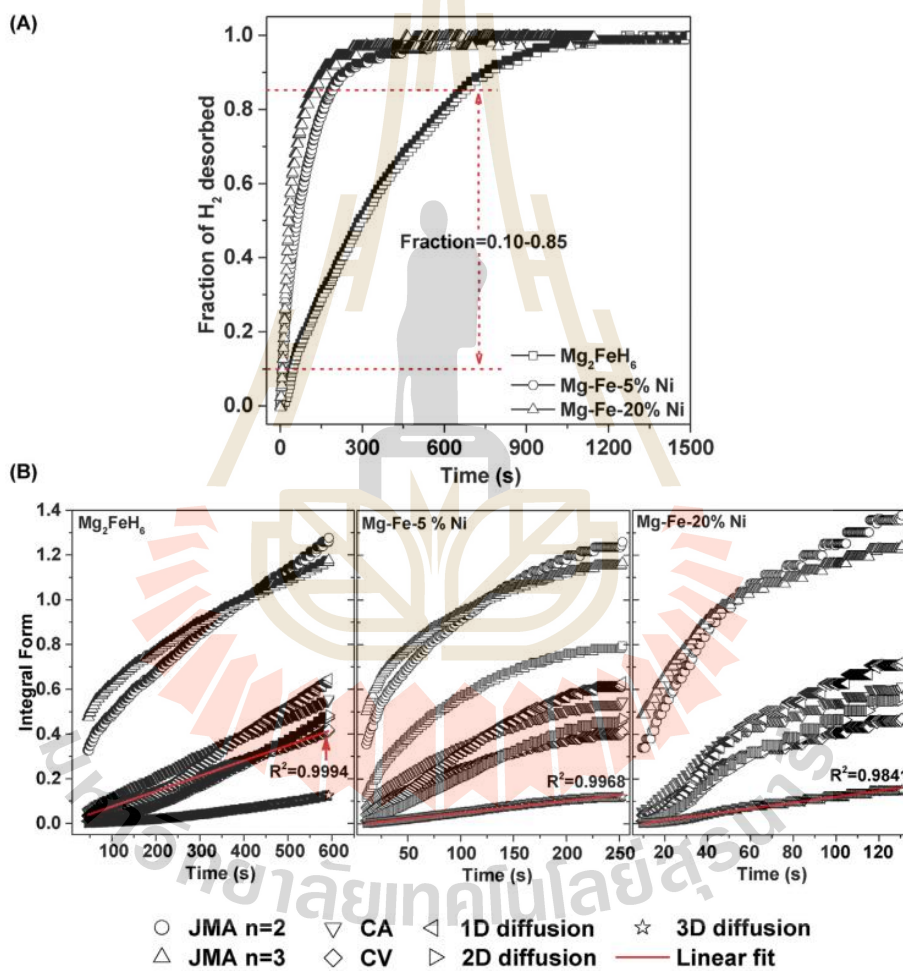 (A)
1.0
0.8
0.6
0.4
0.2
0.0
Fraction of H₂ desorbed
Fraction=0.10-0.85
Mg₂FeH₆
Mg-Fe-5% Ni
Mg-Fe-20% Ni
0 300 600 900 1200 1500
Time (s)
(B)
1.4
1.2
1.0
0.8
0.6
0.4
0.2
0.0
Integral Form
Mg₂FeH₆
R²=0.9994
100 200 300 400 500 600
Time (s)
Mg-Fe-5 % Ni
R²=0.9968
50 100 150 200 250
Time (s)
Mg-Fe-20% Ni
R²=0.9841
20 40 60 80 100 120
Time (s)
มหาวิทยาลัยเทคโนโลยีสุรนารี
JMA n=2 CA 1D diffusion 3D diffusion
JMA n=3 CV 2D diffusion Linear fit